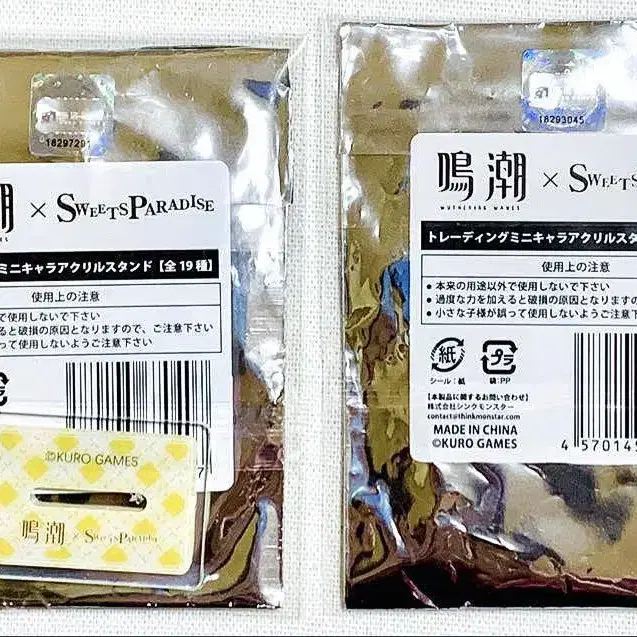 18297291
潮 × SWEETSPARADISE
ミニキャラアクリルスタンド【全19種】
使用上の注意
で使用しないで下さい
ると破損の原因となりますので、ご注意下さい
って使用しないようご注意下さい
7
©KURO GAMES
鳴潮 × SWEETSPARADISE
18293045
鳴潮 × SWEETS
WUTHERING WAVES
トレーディングミニキャラアクリルスタン
使用上の注意
● 本来の用途以外で使用しないで下さい
● 過度な力を加えると破損の原因となりますの
● 小さな子様が誤って使用しないようご注意下
紙 プラ
シール:紙 袋:PP
【本製品に関するお問い合わせ】
株式会社シンクモンスター
contact@thinkmonstar.com
MADE IN CHINA
©KURO GAMES
4 570145